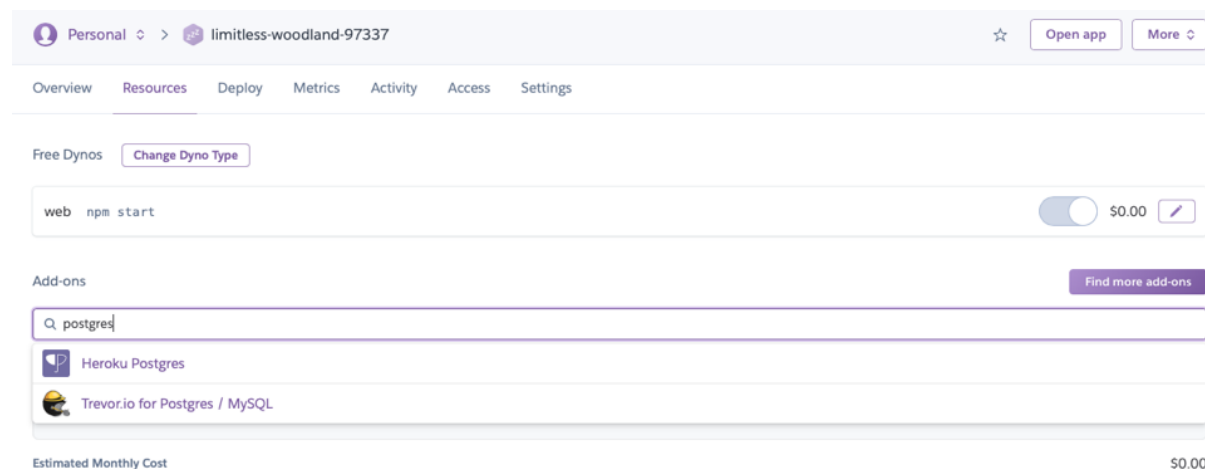 Personal > limitless-woodland-97337 Open app More
Overview Resources Deploy Metrics Activity Access Settings
Free Dynos Change Dyno Type
web npm start $0.00
Add-ons Find more add-ons
postgres
Heroku Postgres
Trevor.io for Postgres / MySQL
Estimated Monthly Cost $0.00